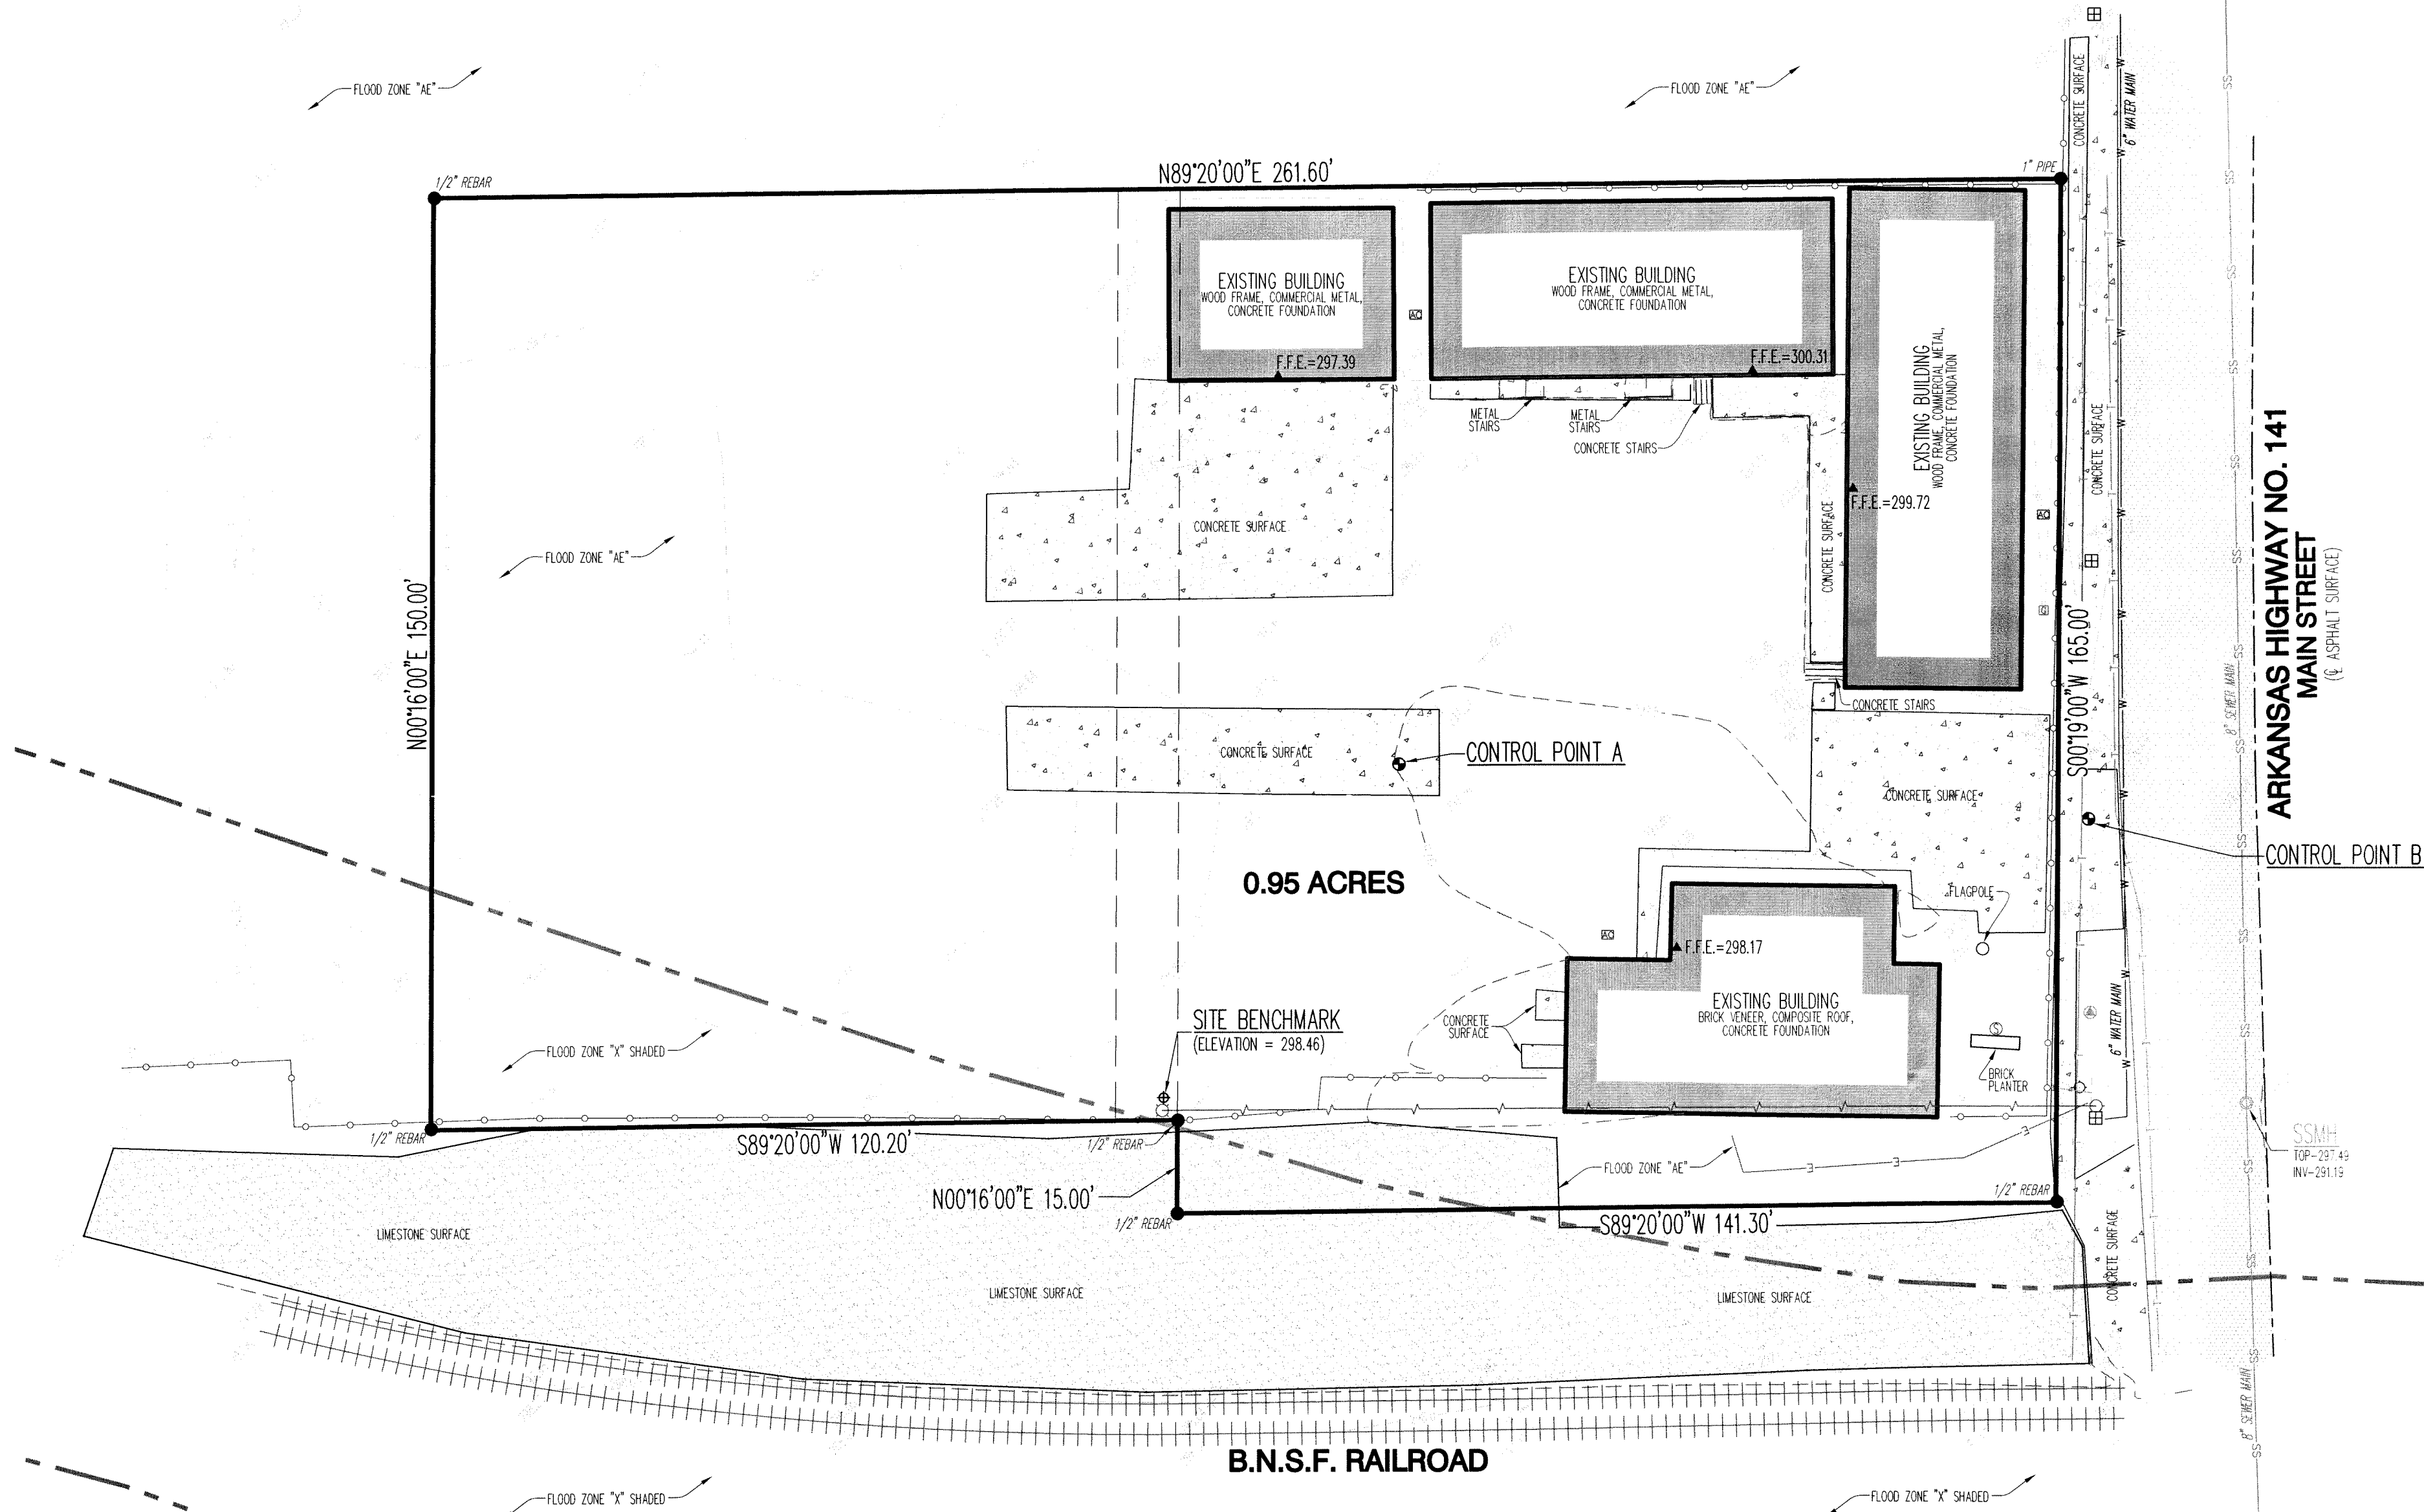 FLOOD ZONE "AE"
FLOOD ZONE "AE"
CONCRETE SURFACE
6" WATER MAIN
N89°20'00"E 261.60'
1/2" REBAR
1" PIPE
EXISTING BUILDING
WOOD FRAME, COMMERCIAL METAL,
CONCRETE FOUNDATION
F.F.E.=297.39
AC
EXISTING BUILDING
WOOD FRAME, COMMERCIAL METAL,
CONCRETE FOUNDATION
F.F.E.=300.31
EXISTING BUILDING
WOOD FRAME, COMMERCIAL METAL,
CONCRETE FOUNDATION
F.F.E.=299.72
METAL
STAIRS
METAL
STAIRS
CONCRETE STAIRS
CONCRETE SURFACE
CONCRETE SURFACE
ARKANSAS HIGHWAY NO. 141
MAIN STREET
(℄ ASPHALT SURFACE)
AC
G
CONCRETE SURFACE
FLOOD ZONE "AE"
N00°16'00"E 150.00'
S00°19'00"W 165.00'
8" SEWER MAIN
CONCRETE STAIRS
CONCRETE SURFACE
CONTROL POINT A
CONCRETE SURFACE
CONTROL POINT B
0.95 ACRES
FLAGPOLE
AC
F.F.E.=298.17
EXISTING BUILDING
BRICK VENEER, COMPOSITE ROOF,
CONCRETE FOUNDATION
SITE BENCHMARK
(ELEVATION = 298.46)
CONCRETE
SURFACE
S
BRICK
PLANTER
6" WATER MAIN
FLOOD ZONE "X" SHADED
1/2" REBAR
S89°20'00"W 120.20'
1/2" REBAR
SSMH
TOP-297.49
INV-291.19
FLOOD ZONE "AE"
N00°16'00"E 15.00'
1/2" REBAR
1/2" REBAR
S89°20'00"W 141.30'
LIMESTONE SURFACE
LIMESTONE SURFACE
LIMESTONE SURFACE
CONCRETE SURFACE
8" SEWER MAIN
B.N.S.F. RAILROAD
FLOOD ZONE "X" SHADED
FLOOD ZONE "X" SHADED